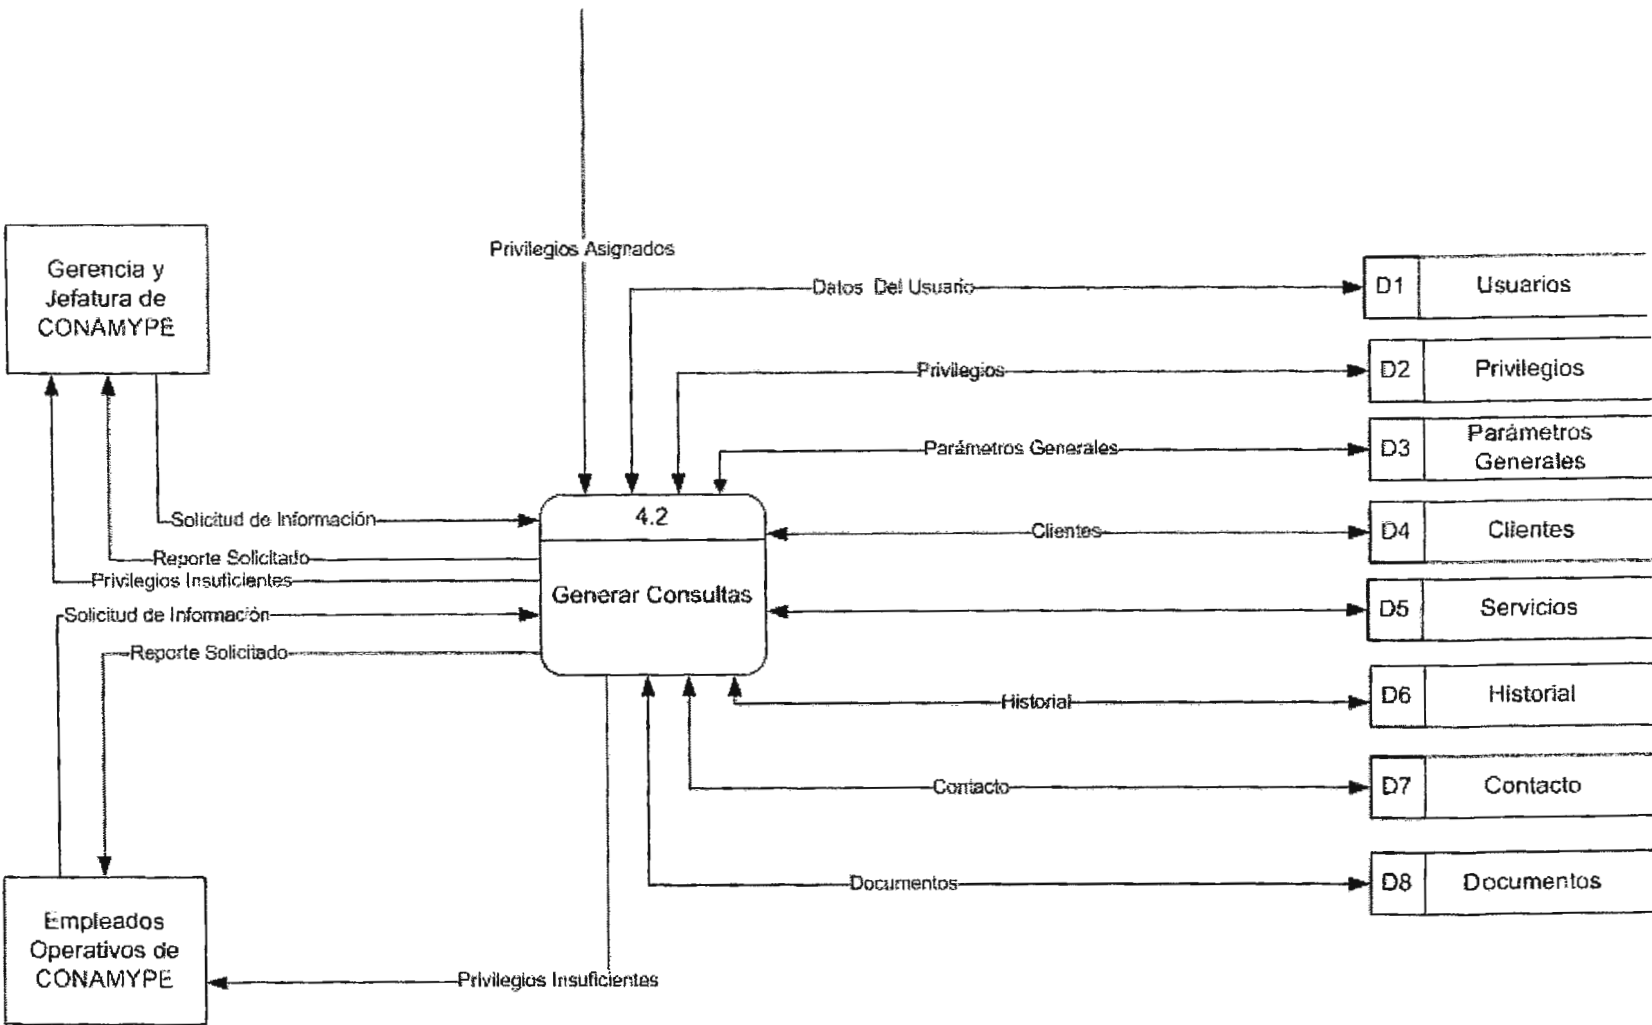 Privilegios Asignados
Gerencia y
Jefatura de
CONAMYPE
Datos Del Usuario
D1
Usuarios
Privilegios
D2
Privilegios
Parámetros Generales
D3
Parámetros
Generales
Solicitud de Información
4.2
Clientes
D4
Clientes
Reporte Solicitado
Privilegios Insuficientes
Generar Consultas
Solicitud de Información
D5
Servicios
Reporte Solicitado
Historial
D6
Historial
Contacto
D7
Contacto
Documentos
D8
Documentos
Empleados
Operativos de
CONAMYPE
Privilegios Insuficientes